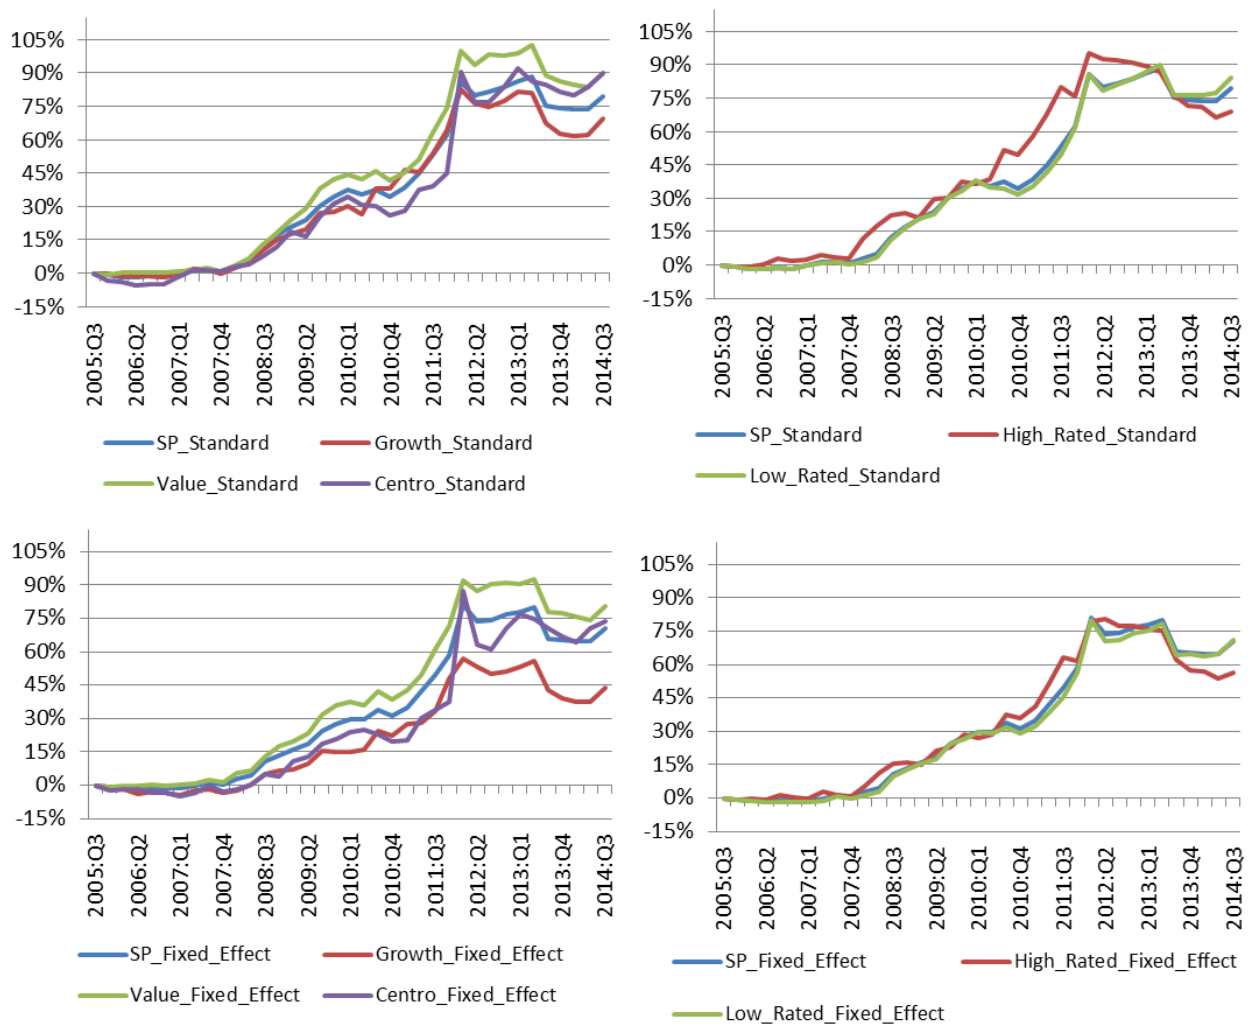 105%
90%
75%
60%
45%
30%
15%
0%
-15%
2005:Q3
2006:Q2
2007:Q1
2007:Q4
2008:Q3
2009:Q2
2010:Q1
2010:Q4
2011:Q3
2012:Q2
2013:Q1
2013:Q4
2014:Q3
SP_Standard
Growth_Standard
Value_Standard
Centro_Standard
105%
90%
75%
60%
45%
30%
15%
0%
-15%
2005:Q3
2006:Q2
2007:Q1
2007:Q4
2008:Q3
2009:Q2
2010:Q1
2010:Q4
2011:Q3
2012:Q2
2013:Q1
2013:Q4
2014:Q3
SP_Standard
High_Rated_Standard
Low_Rated_Standard
105%
90%
75%
60%
45%
30%
15%
0%
-15%
2005:Q3
2006:Q2
2007:Q1
2007:Q4
2008:Q3
2009:Q2
2010:Q1
2010:Q4
2011:Q3
2012:Q2
2013:Q1
2013:Q4
2014:Q3
SP_Fixed_Effect
Growth_Fixed_Effect
Value_Fixed_Effect
Centro_Fixed_Effect
105%
90%
75%
60%
45%
30%
15%
0%
-15%
2005:Q3
2006:Q2
2007:Q1
2007:Q4
2008:Q3
2009:Q2
2010:Q1
2010:Q4
2011:Q3
2012:Q2
2013:Q1
2013:Q4
2014:Q3
SP_Fixed_Effect
High_Rated_Fixed_Effect
Low_Rated_Fixed_Effect